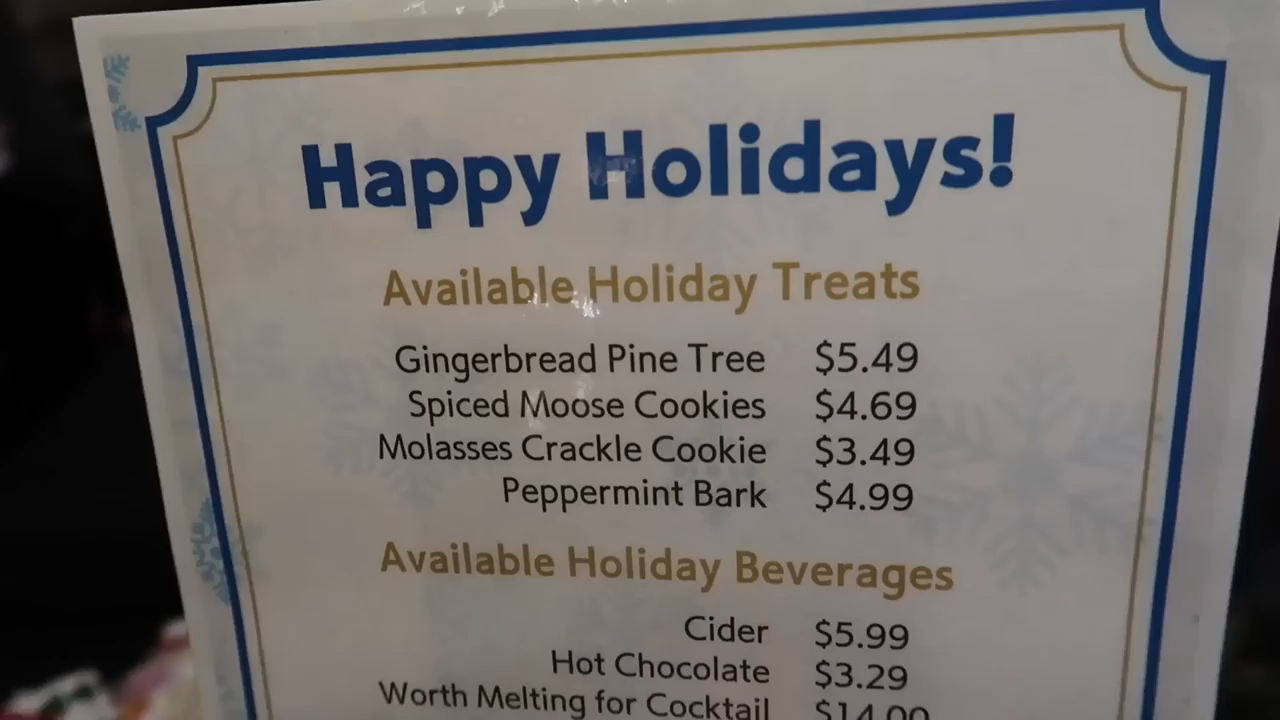 Happy Holidays!
Available Holiday Treats
Gingerbread Pine Tree $5.49
Spiced Moose Cookies $4.69
Molasses Crackle Cookie $3.49
Peppermint Bark $4.99
Available Holiday Beverages
Cider $5.99
Hot Chocolate $3.29
Worth Melting for Cocktail $14.00